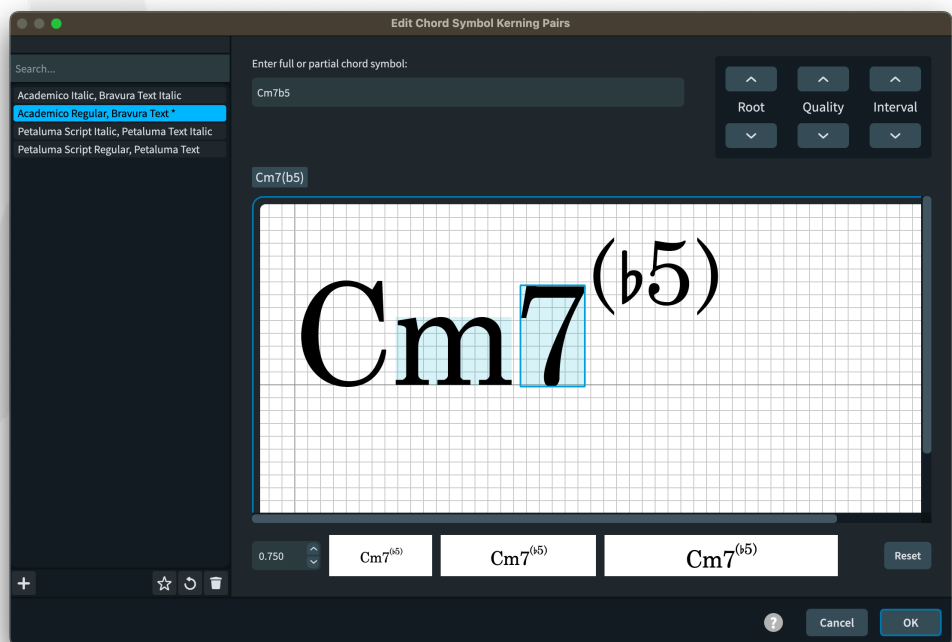 Edit Chord Symbol Kerning Pairs
Search...
Academico Italic, Bravura Text Italic
Academico Regular, Bravura Text *
Petaluma Script Italic, Petaluma Text Italic
Petaluma Script Regular, Petaluma Text
Enter full or partial chord symbol:
Cm7b5
Root Quality Interval
Cm7(b5)
Cm7(♭5)
0.750
Cm7(♭5)
Cm7(♭5)
Cm7(♭5)
Reset
?
Cancel
OK